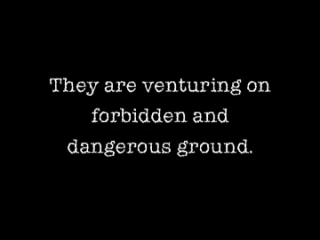 They are venturing on
forbidden and
dangerous ground.